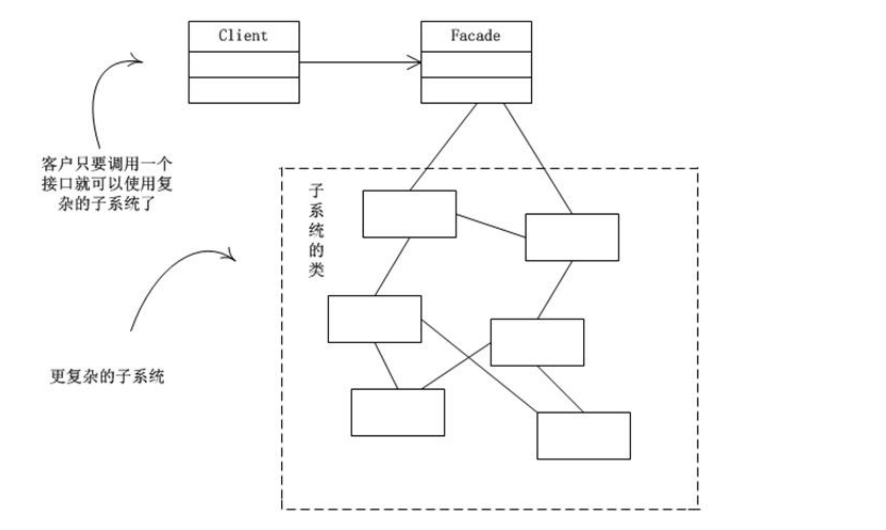 Client
Facade
客户只要调用一个
接口就可以使用复
杂的子系统了
子系统的类
更复杂的子系统